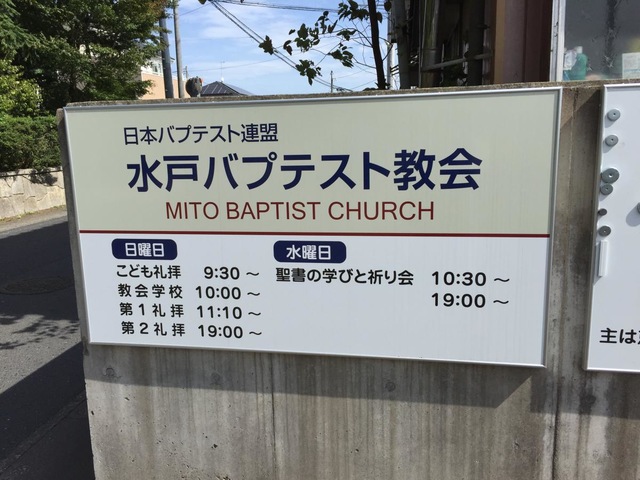 日本バプテスト連盟
水戸バプテスト教会
MITO BAPTIST CHURCH
日曜日
こども礼拝 9:30～
教会学校 10:00～
第1礼拝 11:10～
第2礼拝 19:00～
水曜日
聖書の学びと祈り会 10:30～
19:00～
主は